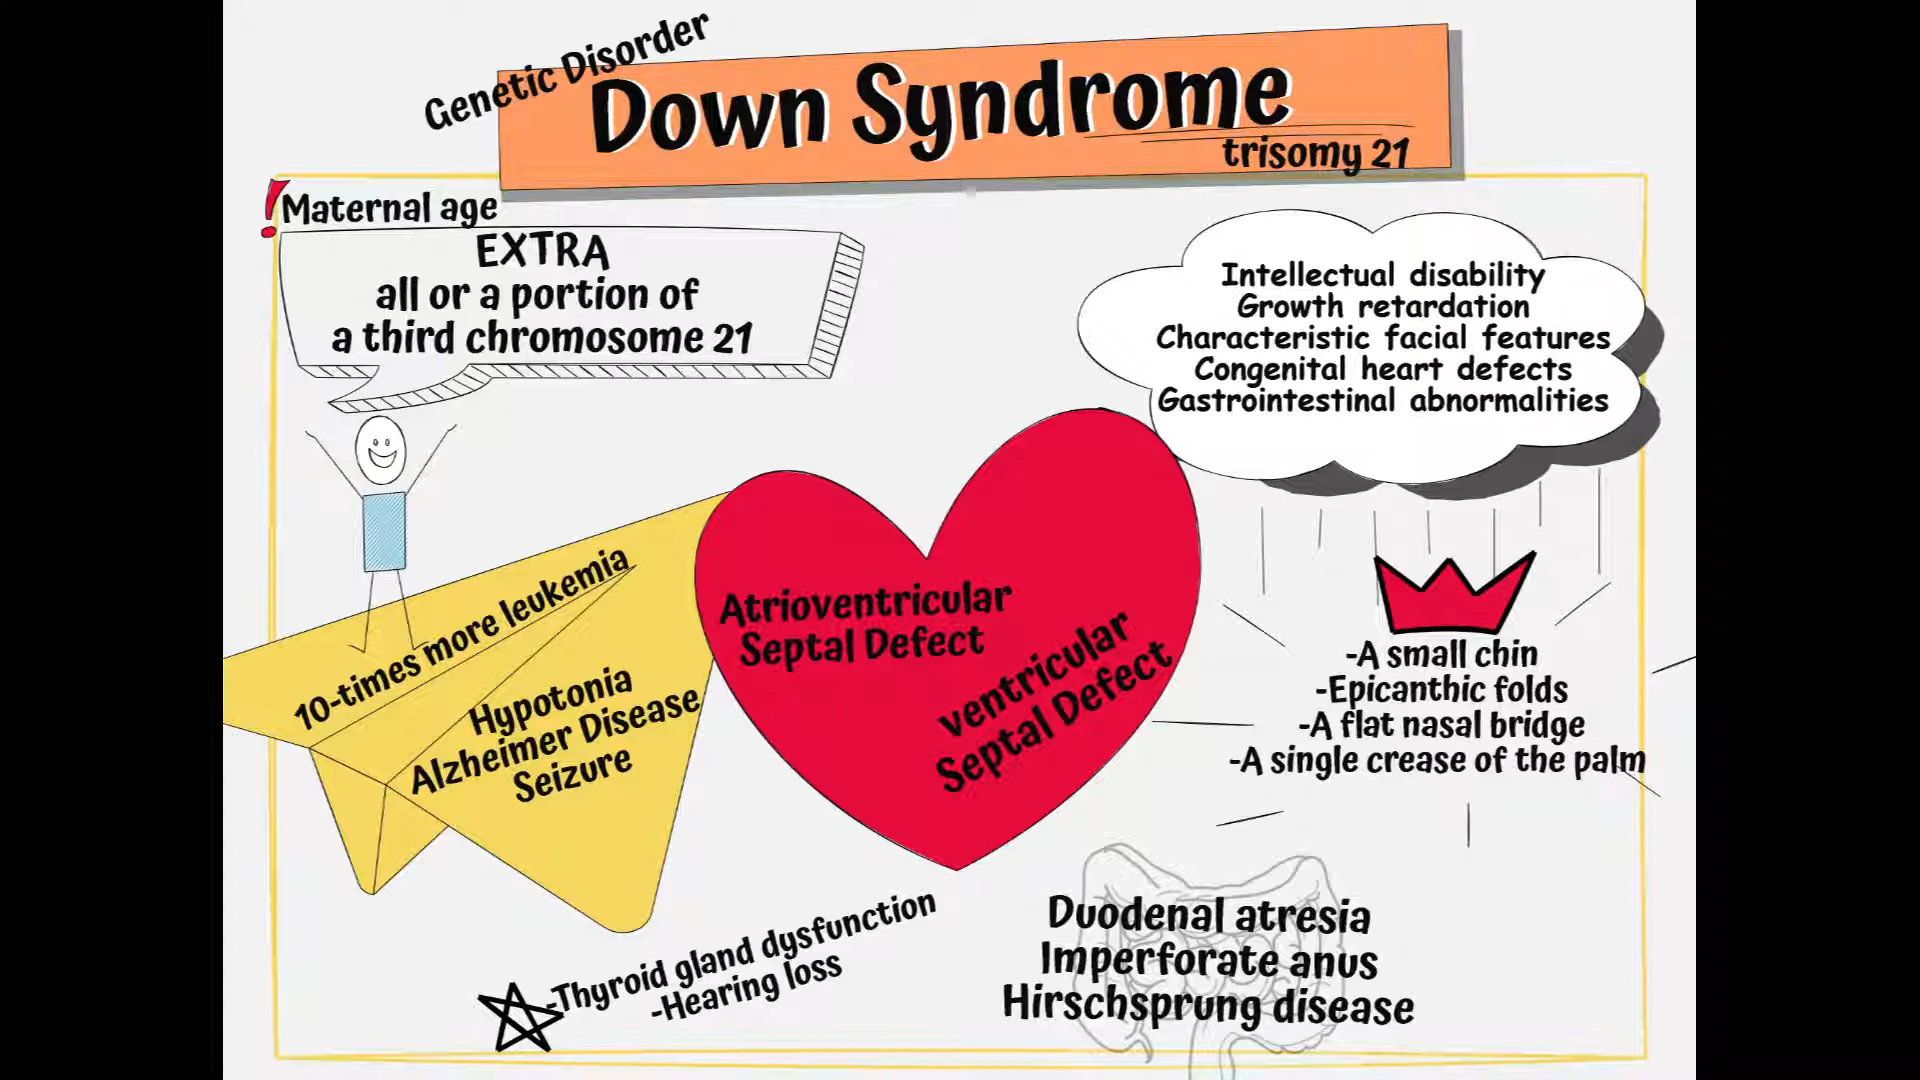 Genetic Disorder
Down Syndrome
trisomy 21
Maternal age
EXTRA
all or a portion of
a third chromosome 21
Intellectual disability
Growth retardation
Characteristic facial features
Congenital heart defects
Gastrointestinal abnormalities
10-times more leukemia
Hypotonia
Alzheimer Disease
Seizure
Atrioventricular
Septal Defect
ventricular
Septal Defect
-A small chin
-Epicanthic folds
-A flat nasal bridge
-A single crease of the palm
-Thyroid gland dysfunction
-Hearing loss
Duodenal atresia
Imperforate anus
Hirschsprung disease